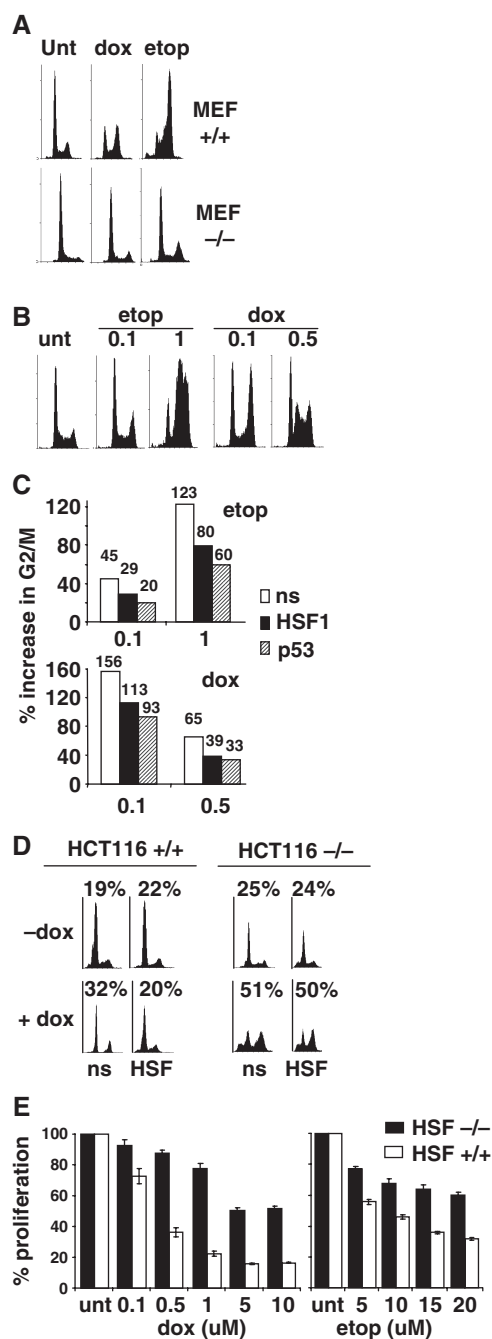 A
Unt dox etop
MEF
+/+
MEF
–/–
B
etop dox
unt 0.1 1 0.1 0.5
C
% increase in G2/M
120
80
40
0
123
45
29
20
80
60
etop
0.1 1
ns
HSF1
p53
160
120
80
40
0
156
113
93
65
39
33
dox
0.1 0.5
D
HCT116 +/+ HCT116 –/–
19% 22% 25% 24%
–dox
32% 20% 51% 50%
+ dox
ns HSF ns HSF
E
% proliferation
100
80
60
40
20
0
HSF –/–
HSF +/+
unt 0.1 0.5 1 5 10 unt 5 10 15 20
dox (uM) etop (uM)